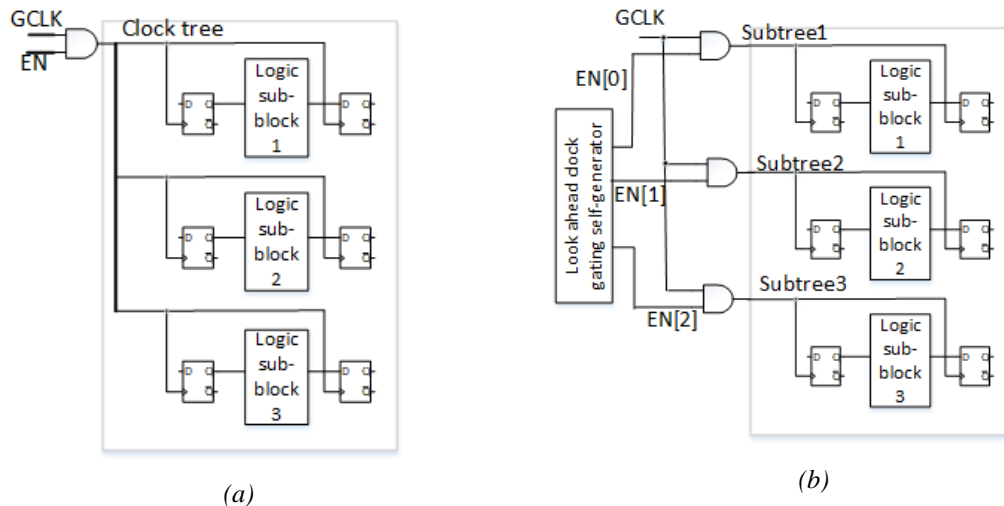 GCLK
EN
Clock tree
Logic
sub-
block
1
D Q
Q
D Q
Q
Logic
sub-
block
2
D Q
Q
D Q
Q
Logic
sub-
block
3
D Q
Q
D Q
Q
(a)
GCLK
EN[0]
EN[1]
EN[2]
Look ahead clock
gating self-generator
Subtree1
Logic
sub-
block
1
D Q
Q
D Q
Q
Subtree2
Logic
sub-
block
2
D Q
Q
D Q
Q
Subtree3
Logic
sub-
block
3
D Q
Q
D Q
Q
(b)